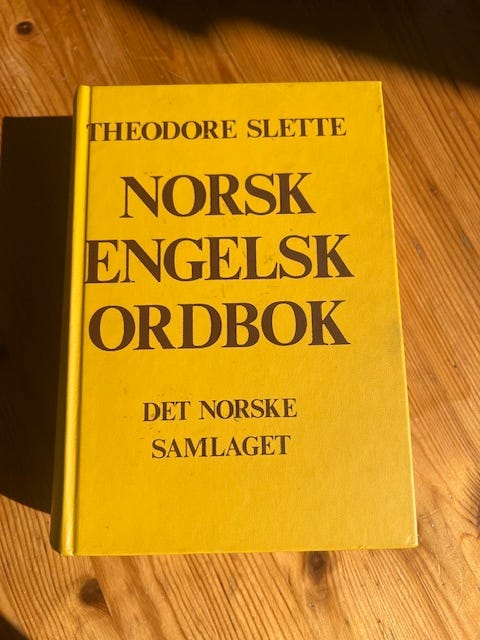 THEODORE SLETTE
NORSK
ENGELSK
ORDBOK
DET NORSKE
SAMLAGET